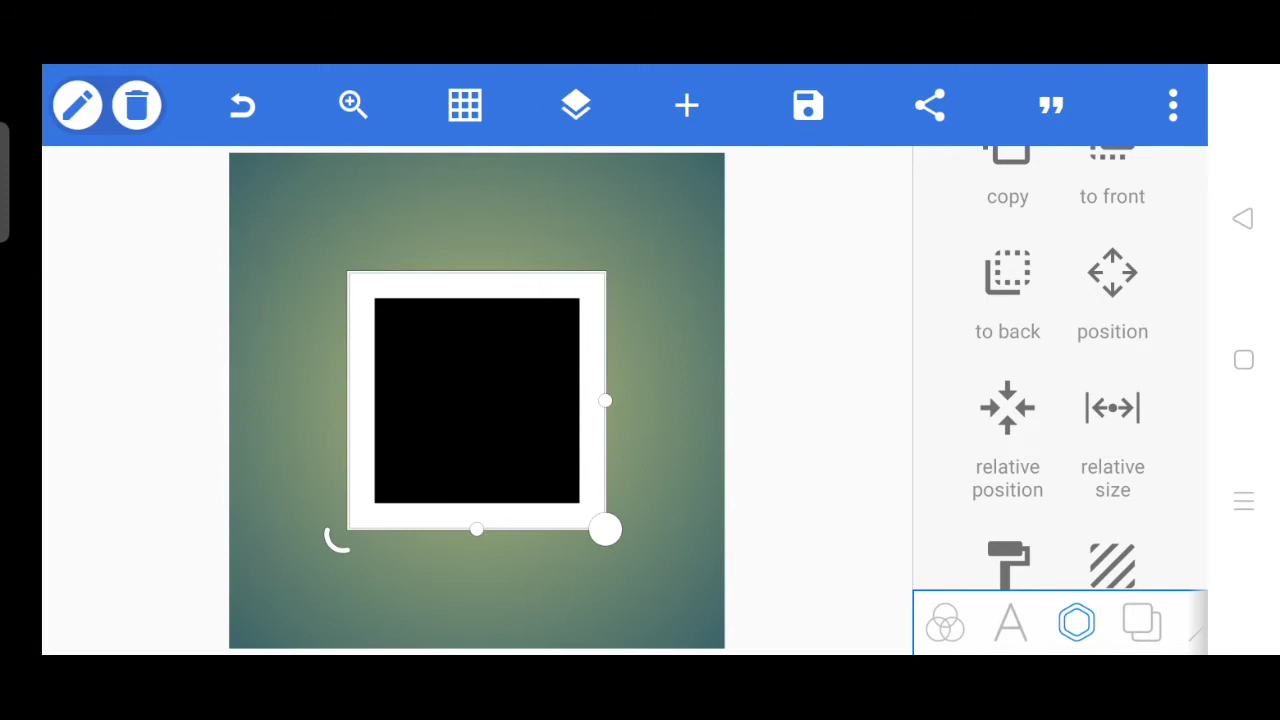 copy
to front
to back
position
relative
position
relative
size